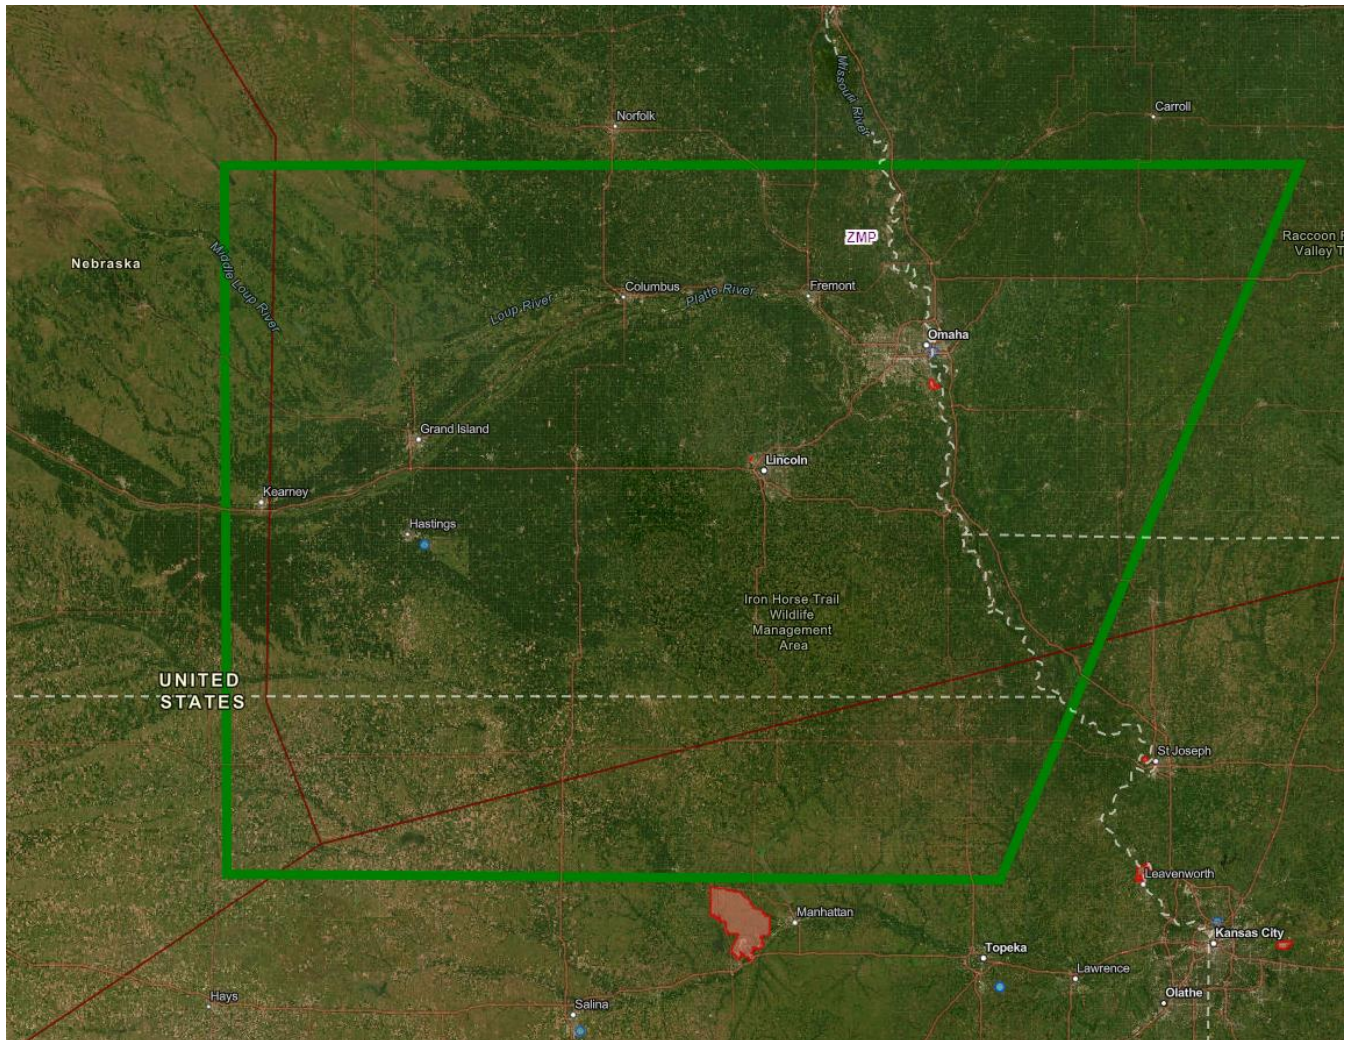 Norfolk
Missouri River
Carroll
ZMP
Nebraska
Middle Loup River
Raccoon
Valley T
Columbus
Loup River
Platte River
Fremont
Omaha
Grand Island
Lincoln
Kearney
Hastings
Iron Horse Trail
Wildlife
Management
Area
UNITED
STATES
St Joseph
Leavenworth
Manhattan
Kansas City
Topeka
Lawrence
Hays
Salina
Olathe